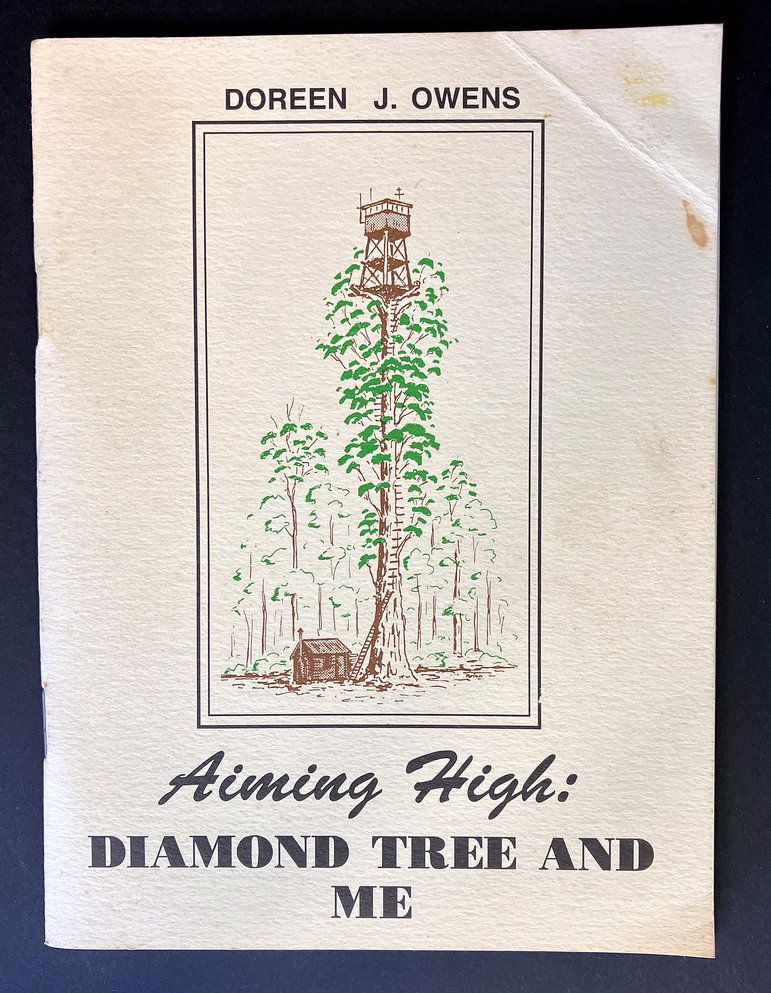 DOREEN J. OWENS
Aiming High:
DIAMOND TREE AND
ME